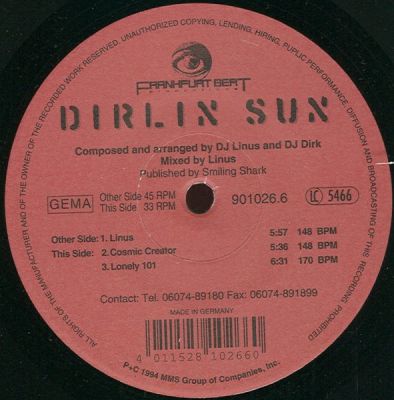 ALL RIGHTS OF THE MANUFACTURER AND OF THE OWNER OF THE RECORDED WORK RESERVED. UNAUTHORIZED COPYING, LENDING, HIRING, PUPLIC PERFORMANCE, DIFFUSION AND BROADCASTING OF THIS RECORDING PROHIBITED
FRANKFURT BEAT
PRODUCTIONS
DIRLIN SUN
Composed and arranged by DJ Linus and DJ Dirk
Mixed by Linus
Published by Smiling Shark
GEMA Other Side 45 RPM 901026.6 LC 5466
This Side 33 RPM
Other Side: 1. Linus 5:57 148 BPM
This Side: 2. Cosmic Creator 5:36 148 BPM
3. Lonely 101 6:31 170 BPM
Contact: Tel. 06074-89180 Fax: 06074-891899
MADE IN GERMANY
4 011528 102660
P+C 1994 MMS Group of Companies, Inc.